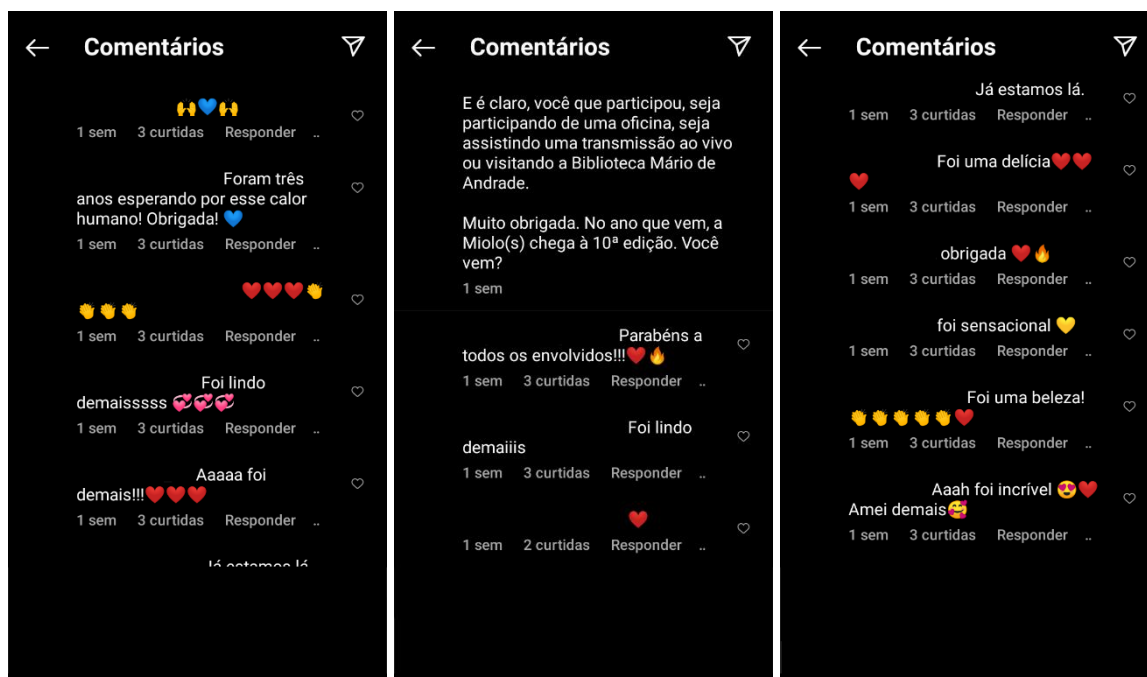 Comentários
🙌💙🙌
1 sem 3 curtidas Responder ..
Foram três
anos esperando por esse calor
humano! Obrigada! 💙
1 sem 3 curtidas Responder ..
❤️❤️❤️👏
👏👏👏
1 sem 3 curtidas Responder ..
Foi lindo
demaisssss 💞💞💞
1 sem 3 curtidas Responder ..
Aaaaa foi
demais!!!❤️❤️❤️
1 sem 3 curtidas Responder ..
Já estamos lá
Comentários
E é claro, você que participou, seja
participando de uma oficina, seja
assistindo uma transmissão ao vivo
ou visitando a Biblioteca Mário de
Andrade.
Muito obrigada. No ano que vem, a
Miolo(s) chega à 10ª edição. Você
vem?
1 sem
Parabéns a
todos os envolvidos!!!❤️🔥
1 sem 3 curtidas Responder ..
Foi lindo
demaiiis
1 sem 3 curtidas Responder ..
❤️
1 sem 2 curtidas Responder ..
Comentários
Já estamos lá.
1 sem 3 curtidas Responder ..
Foi uma delícia❤️❤️
❤️
1 sem 3 curtidas Responder ..
obrigada ❤️🔥
1 sem 3 curtidas Responder ..
foi sensacional 💛
1 sem 3 curtidas Responder ..
Foi uma beleza!
👏👏👏👏👏❤️
1 sem 3 curtidas Responder ..
Aaah foi incrível 😍❤️
Amei demais🥰
1 sem 3 curtidas Responder ..